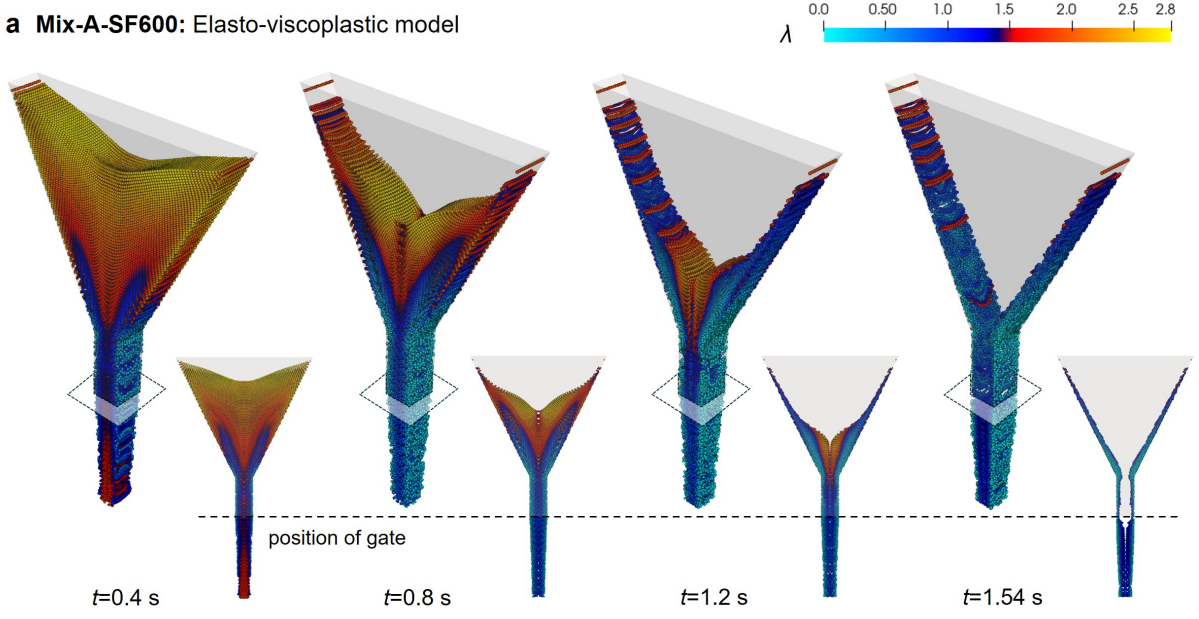 a Mix-A-SF600: Elasto-viscoplastic model
λ 0.0 0.50 1.0 1.5 2.0 2.5 2.8
position of gate
t=0.4 s t=0.8 s t=1.2 s t=1.54 s